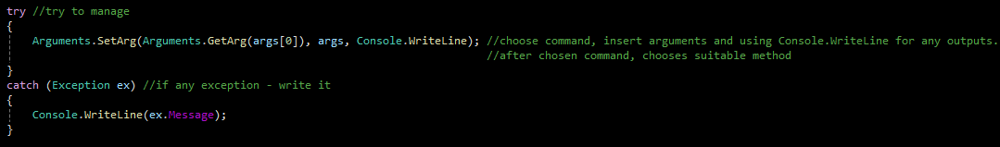 try //try to manage
{
    Arguments.SetArg(Arguments.GetArg(args[0]), args, Console.WriteLine); //choose command, insert arguments and using Console.WriteLine for any outputs.
                                                                          //after chosen command, chooses suitable method
}
catch (Exception ex) //if any exception - write it
{
    Console.WriteLine(ex.Message);
}